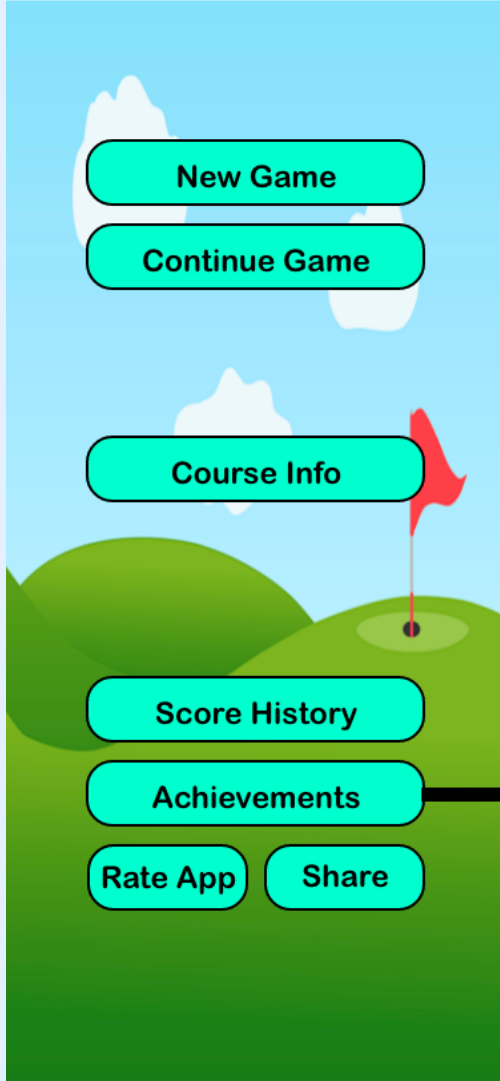 New Game
Continue Game
Course Info
Score History
Achievements
Rate App
Share